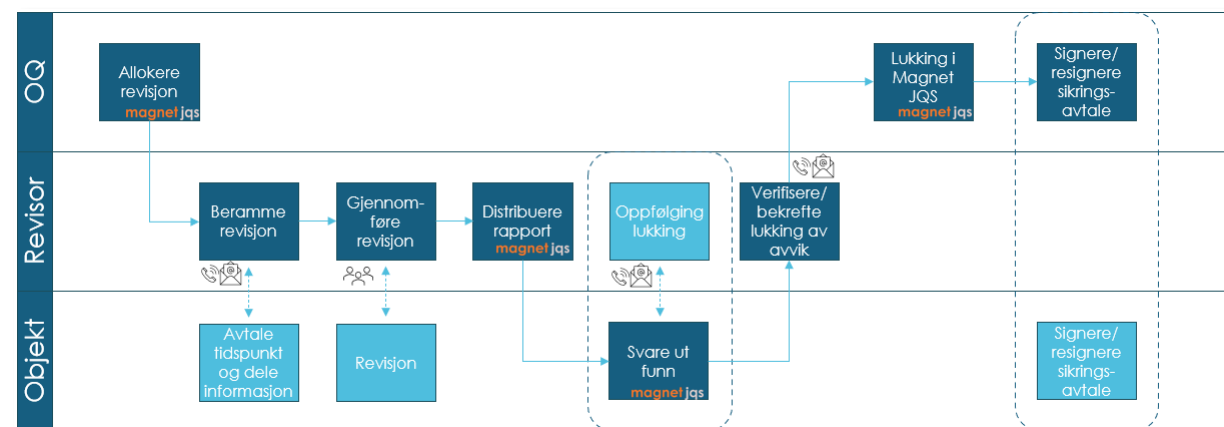 OQ
Allokere
revisjon
magnet jqs
Lukking i
Magnet
JQS
magnet jqs
Signere/
resignere
sikrings-
avtale
Revisor
Beramme
revisjon
Gjennom-
føre
revisjon
Distribuere
rapport
magnet jqs
Oppfølging
lukking
Verifisere/
bekrefte
lukking av
avvik
Objekt
Avtale
tidspunkt
og dele
informasjon
Revisjon
Svare ut
funn
magnet jqs
Signere/
resignere
sikrings-
avtale